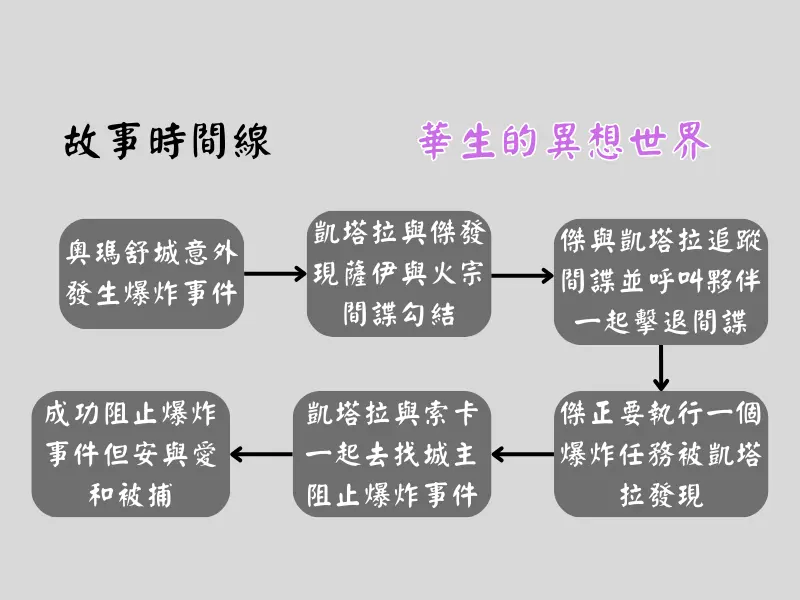 故事時間線
華生的異想世界
奧瑪舒城意外
發生爆炸事件
凱塔拉與傑發
現薩伊與火宗
間諜勾結
傑與凱塔拉追蹤
間諜並呼叫夥伴
一起擊退間諜
傑正要執行一個
爆炸任務被凱塔
拉發現
凱塔拉與索卡
一起去找城主
阻止爆炸事件
成功阻止爆炸
事件但安與愛
和被捕